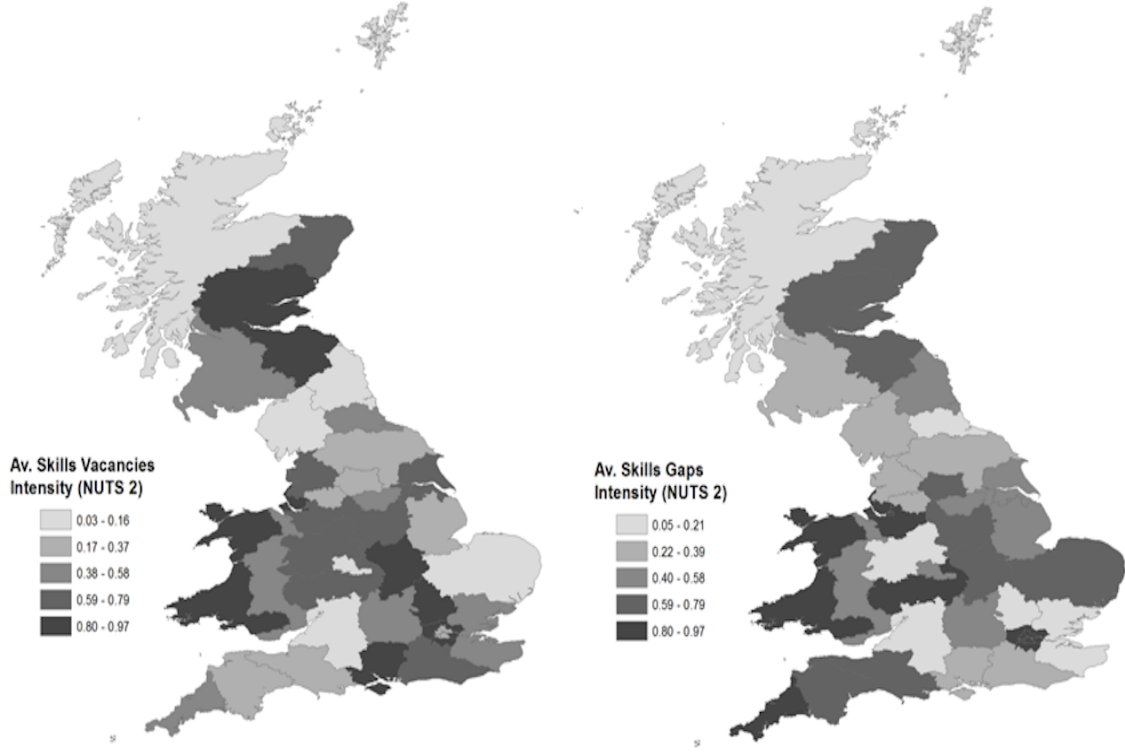 Av. Skills Vacancies
Intensity (NUTS 2)
0.03 - 0.16
0.17 - 0.37
0.38 - 0.58
0.59 - 0.79
0.80 - 0.97
Av. Skills Gaps
Intensity (NUTS 2)
0.05 - 0.21
0.22 - 0.39
0.40 - 0.58
0.59 - 0.79
0.80 - 0.97